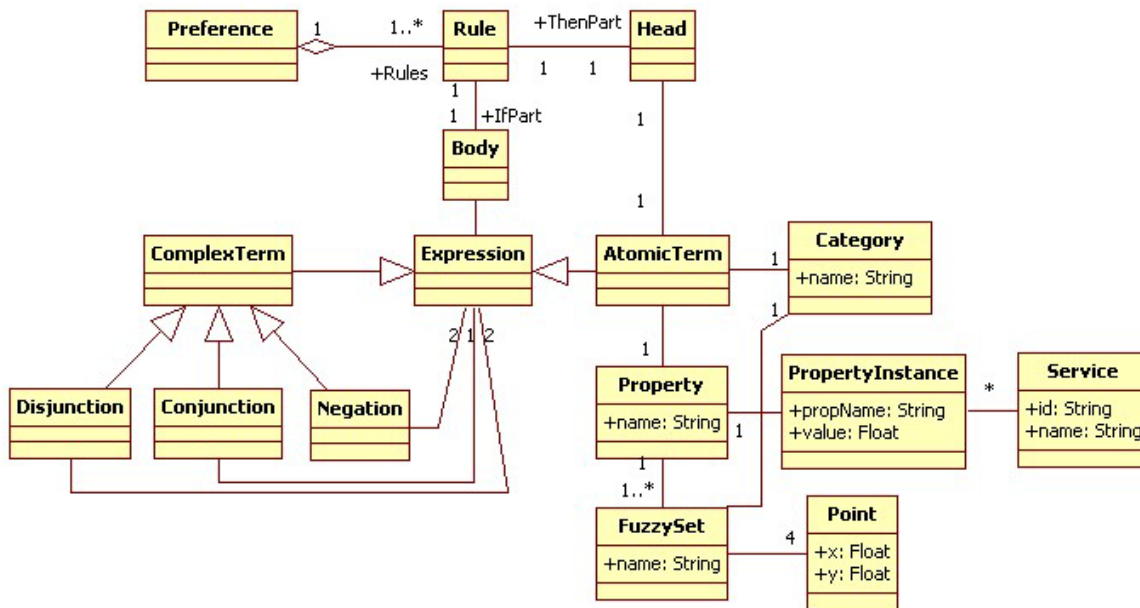 Preference
1
1..*
Rule
+ThenPart
Head
+Rules
1
1
1
1
+IfPart
1
Body
1
ComplexTerm
Expression
AtomicTerm
1
Category
+name: String
1
2
1
2
1
Disjunction
Conjunction
Negation
Property
+name: String
1
PropertyInstance
+propName: String
+value: Float
*
Service
+id: String
+name: String
1
1..*
FuzzySet
+name: String
4
Point
+x: Float
+y: Float